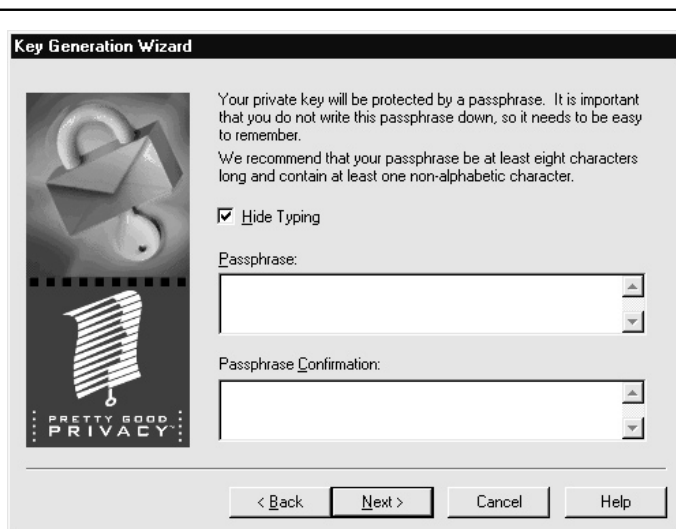 Key Generation Wizard
Your private key will be protected by a passphrase. It is important
that you do not write this passphrase down, so it needs to be easy
to remember.
We recommend that your passphrase be at least eight characters
long and contain at least one non-alphabetic character.
Hide Typing
Passphrase:
Passphrase Confirmation:
PRETTY GOOD
PRIVACY™
< Back
Next >
Cancel
Help